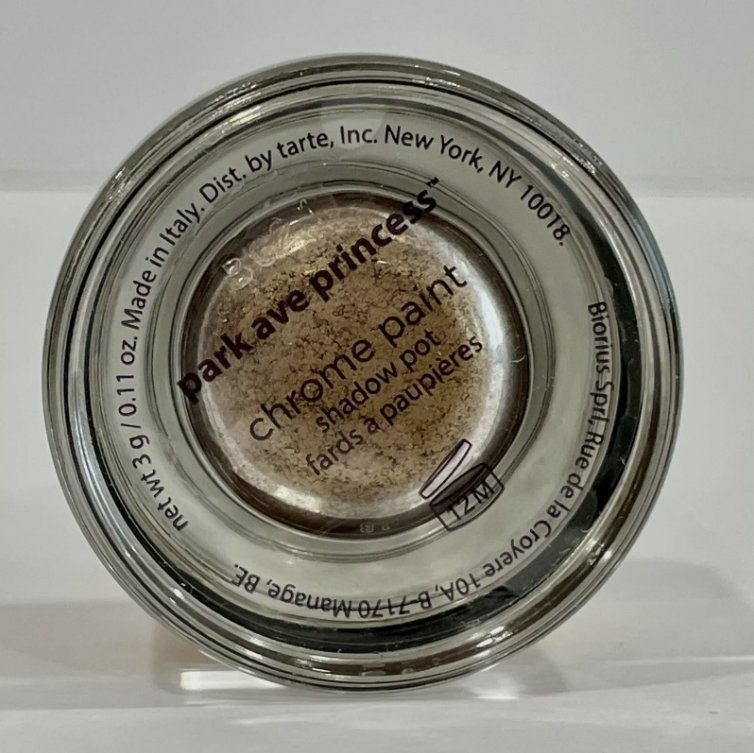 park ave princess™
chrome paint
shadow pot
fards à paupières
12M
net wt 3 g / 0.11 oz. Made in Italy. Dist. by tarte, Inc. New York, NY 10018.
Biorius Sprl, Rue de la Croyere 10A, B-7170 Manage, BE.